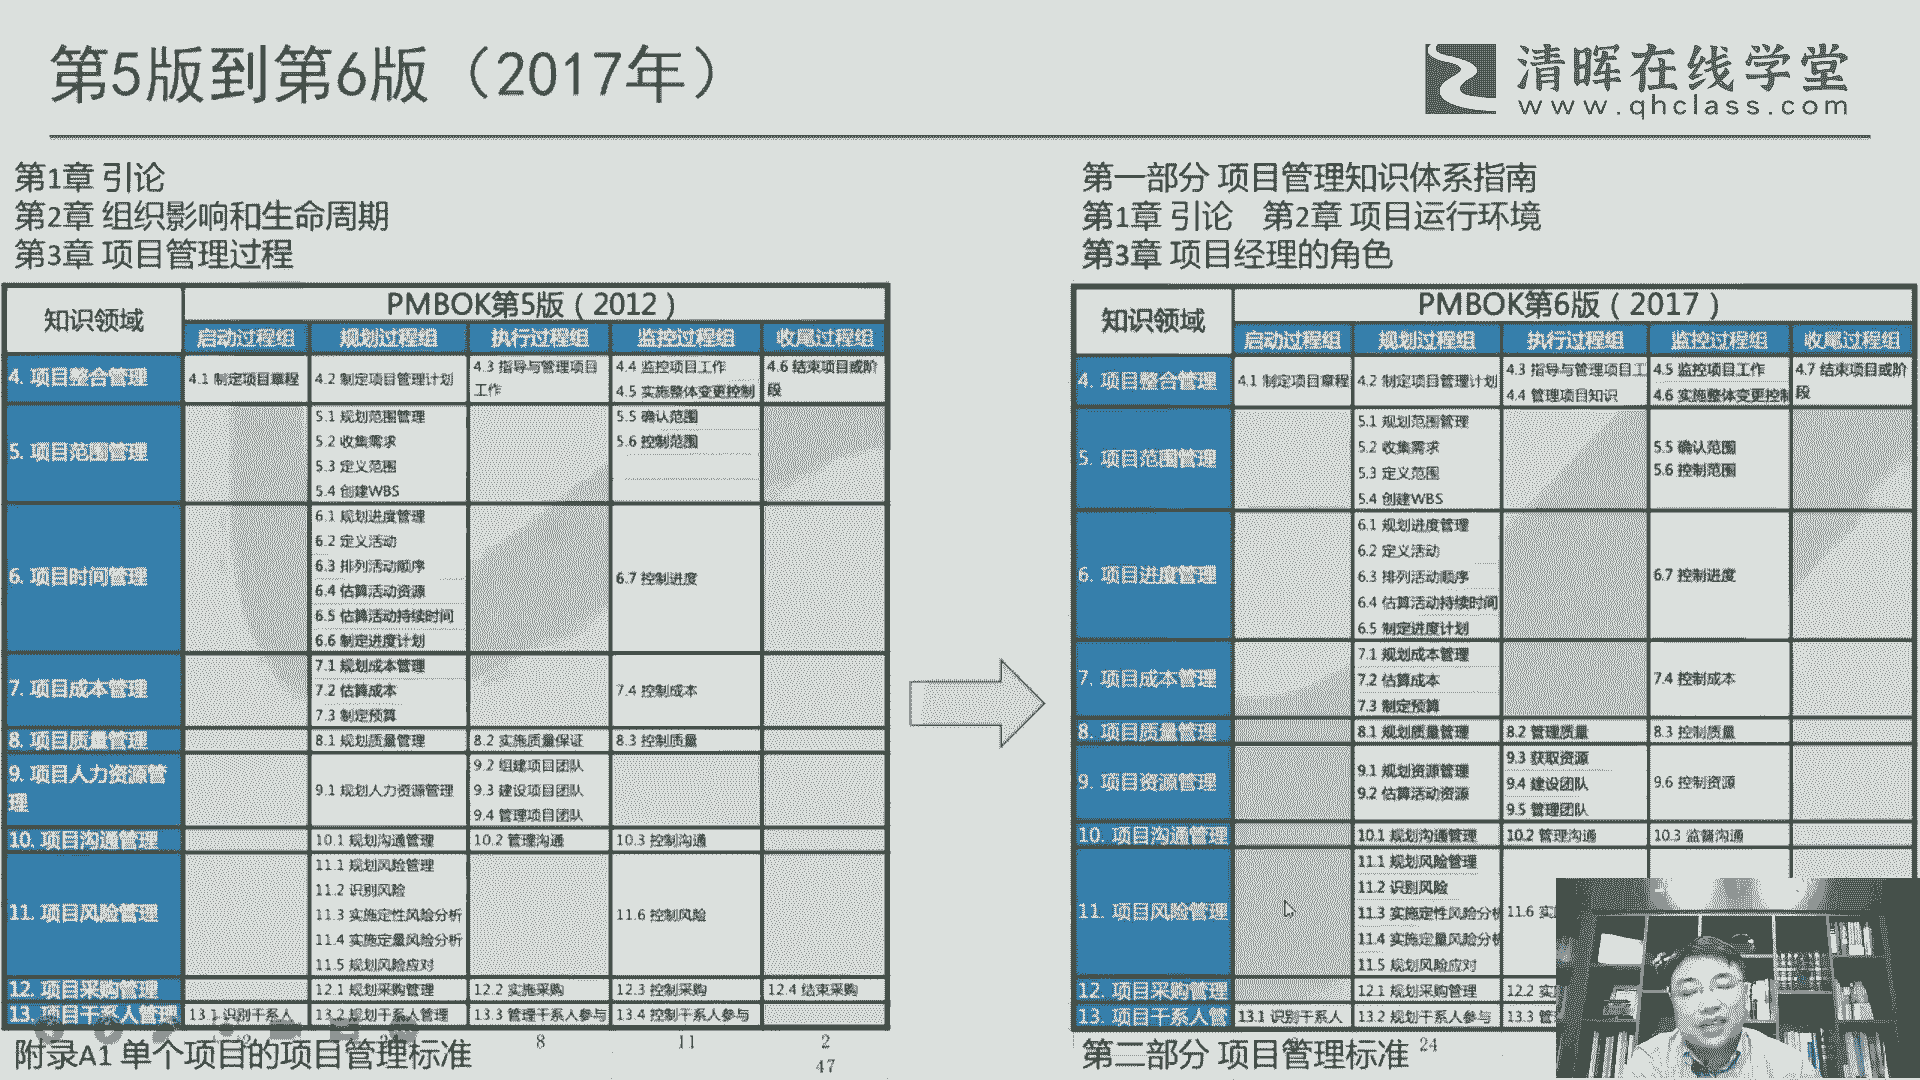 第5版到第6版（2017年）
清晖在线学堂
www.qhclass.com
第1章 引论
第2章 组织影响和生命周期
第3章 项目管理过程
知识领域
PMBOK第5版（2012）
启动过程组 规划过程组 执行过程组 监控过程组 收尾过程组
4. 项目整合管理
4.1 制定项目章程
4.2 制定项目管理计划
4.3 指导与管理项目
工作
4.4 监控项目工作
4.5 实施整体变更控制
4.6 结束项目或阶
段
5. 项目范围管理
5.1 规划范围管理
5.2 收集需求
5.3 定义范围
5.4 创建WBS
5.5 确认范围
5.6 控制范围
6. 项目时间管理
6.1 规划进度管理
6.2 定义活动
6.3 排列活动顺序
6.4 估算活动资源
6.5 估算活动持续时间
6.6 制定进度计划
6.7 控制进度
7. 项目成本管理
7.1 规划成本管理
7.2 估算成本
7.3 制定预算
7.4 控制成本
8. 项目质量管理
8.1 规划质量管理
8.2 实施质量保证
8.3 控制质量
9. 项目人力资源管
理
9.1 规划人力资源管理
9.2 组建项目团队
9.3 建设项目团队
9.4 管理项目团队
10. 项目沟通管理
10.1 规划沟通管理
10.2 管理沟通
10.3 控制沟通
11. 项目风险管理
11.1 规划风险管理
11.2 识别风险
11.3 实施定性风险分析
11.4 实施定量风险分析
11.5 规划风险应对
11.6 控制风险
12. 项目采购管理
12.1 规划采购管理
12.2 实施采购
12.3 控制采购
12.4 结束采购
13. 项目干系人管理
13.1 识别干系人
13.2 规划干系人管理
13.3 管理干系人参与
13.4 控制干系人参与
8
11
2
47
附录A1 单个项目的项目管理标准
第一部分 项目管理知识体系指南
第1章 引论 第2章 项目运行环境
第3章 项目经理的角色
知识领域
PMBOK第6版（2017）
启动过程组 规划过程组 执行过程组 监控过程组 收尾过程组
4. 项目整合管理
4.1 制定项目章程
4.2 制定项目管理计划
4.3 指导与管理项目工
4.4 管理项目知识
4.5 监控项目工作
4.6 实施整体变更控制
4.7 结束项目或阶
段
5. 项目范围管理
5.1 规划范围管理
5.2 收集需求
5.3 定义范围
5.4 创建WBS
5.5 确认范围
5.6 控制范围
6. 项目进度管理
6.1 规划进度管理
6.2 定义活动
6.3 排列活动顺序
6.4 估算活动持续时间
6.5 制定进度计划
6.7 控制进度
7. 项目成本管理
7.1 规划成本管理
7.2 估算成本
7.3 制定预算
7.4 控制成本
8. 项目质量管理
8.1 规划质量管理
8.2 管理质量
8.3 控制质量
9. 项目资源管理
9.1 规划资源管理
9.2 估算活动资源
9.3 获取资源
9.4 建设团队
9.5 管理团队
9.6 控制资源
10. 项目沟通管理
10.1 规划沟通管理
10.2 管理沟通
10.3 监督沟通
11. 项目风险管理
11.1 规划风险管理
11.2 识别风险
11.3 实施定性风险分析
11.4 实施定量风险分析
11.5 规划风险应对
11.6
12. 项目采购管理
12.1 规划采购管理
12.2
13. 项目干系人管
13.1 识别干系人
13.2 规划干系人参与
13.3
24
第二部分 项目管理标准